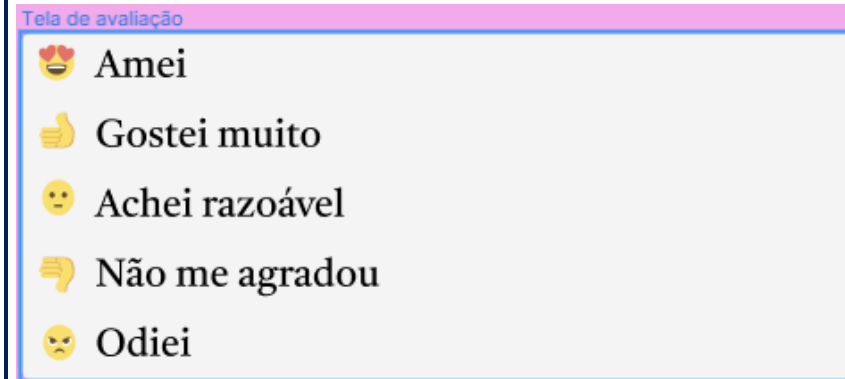 Tela de avaliação
😍 Amei
👍 Gostei muito
😐 Achei razoável
👎 Não me agradou
😠 Odiei